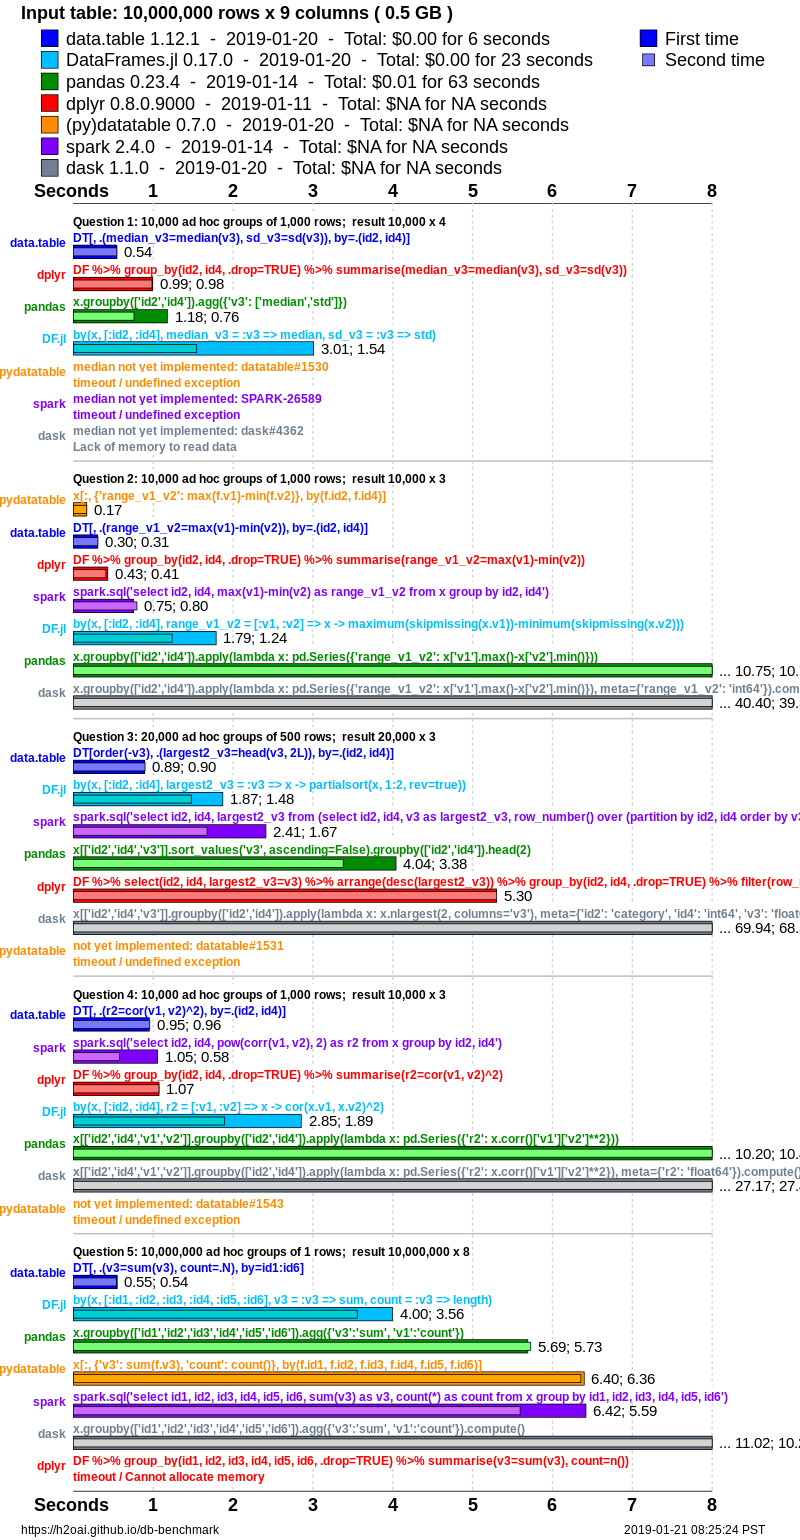 Input table: 10,000,000 rows x 9 columns ( 0.5 GB )
data.table 1.12.1 - 2019-01-20 - Total: $0.00 for 6 seconds
First time
DataFrames.jl 0.17.0 - 2019-01-20 - Total: $0.00 for 23 seconds
Second time
pandas 0.23.4 - 2019-01-14 - Total: $0.01 for 63 seconds
dplyr 0.8.0.9000 - 2019-01-11 - Total: $NA for NA seconds
(py)datatable 0.7.0 - 2019-01-20 - Total: $NA for NA seconds
spark 2.4.0 - 2019-01-14 - Total: $NA for NA seconds
dask 1.1.0 - 2019-01-20 - Total: $NA for NA seconds
Seconds 1 2 3 4 5 6 7 8
Question 1: 10,000 ad hoc groups of 1,000 rows; result 10,000 x 4
data.table DT[, .(median_v3=median(v3), sd_v3=sd(v3)), by=.(id2, id4)]
0.54
dplyr DF %>% group_by(id2, id4, .drop=TRUE) %>% summarise(median_v3=median(v3), sd_v3=sd(v3))
0.99; 0.98
pandas x.groupby(['id2','id4']).agg({'v3': ['median','std']})
1.18; 0.76
DF.jl by(x, [:id2, :id4], median_v3 = :v3 => median, sd_v3 = :v3 => std)
3.01; 1.54
pydatatable median not yet implemented: datatable#1530
timeout / undefined exception
spark median not yet implemented: SPARK-26589
timeout / undefined exception
dask median not yet implemented: dask#4362
Lack of memory to read data
Question 2: 10,000 ad hoc groups of 1,000 rows; result 10,000 x 3
pydatatable x[:, {'range_v1_v2': max(f.v1)-min(f.v2)}, by(f.id2, f.id4)]
0.17
data.table DT[, .(range_v1_v2=max(v1)-min(v2)), by=.(id2, id4)]
0.30; 0.31
dplyr DF %>% group_by(id2, id4, .drop=TRUE) %>% summarise(range_v1_v2=max(v1)-min(v2))
0.43; 0.41
spark spark.sql('select id2, id4, max(v1)-min(v2) as range_v1_v2 from x group by id2, id4')
0.75; 0.80
DF.jl by(x, [:id2, :id4], range_v1_v2 = [:v1, :v2] => x -> maximum(skipmissing(x.v1))-minimum(skipmissing(x.v2)))
1.79; 1.24
pandas x.groupby(['id2','id4']).apply(lambda x: pd.Series({'range_v1_v2': x['v1'].max()-x['v2'].min()}))
... 10.75; 10.
dask x.groupby(['id2','id4']).apply(lambda x: pd.Series({'range_v1_v2': x['v1'].max()-x['v2'].min()}), meta={'range_v1_v2': 'int64'}).com
... 40.40; 39.
Question 3: 20,000 ad hoc groups of 500 rows; result 20,000 x 3
data.table DT[order(-v3), .(largest2_v3=head(v3, 2L)), by=.(id2, id4)]
0.89; 0.90
DF.jl by(x, [:id2, :id4], largest2_v3 = :v3 => x -> partialsort(x, 1:2, rev=true))
1.87; 1.48
spark spark.sql('select id2, id4, largest2_v3 from (select id2, id4, v3 as largest2_v3, row_number() over (partition by id2, id4 order by v3
2.41; 1.67
pandas x[['id2','id4','v3']].sort_values('v3', ascending=False).groupby(['id2','id4']).head(2)
4.04; 3.38
dplyr DF %>% select(id2, id4, largest2_v3=v3) %>% arrange(desc(largest2_v3)) %>% group_by(id2, id4, .drop=TRUE) %>% filter(row_
5.30
dask x[['id2','id4','v3']].groupby(['id2','id4']).apply(lambda x: x.nlargest(2, columns='v3'), meta={'id2': 'category', 'id4': 'int64', 'v3': 'float
... 69.94; 68.
pydatatable not yet implemented: datatable#1531
timeout / undefined exception
Question 4: 10,000 ad hoc groups of 1,000 rows; result 10,000 x 3
data.table DT[, .(r2=cor(v1, v2)^2), by=.(id2, id4)]
0.95; 0.96
spark spark.sql('select id2, id4, pow(corr(v1, v2), 2) as r2 from x group by id2, id4')
1.05; 0.58
dplyr DF %>% group_by(id2, id4, .drop=TRUE) %>% summarise(r2=cor(v1, v2)^2)
1.07
DF.jl by(x, [:id2, :id4], r2 = [:v1, :v2] => x -> cor(x.v1, x.v2)^2)
2.85; 1.89
pandas x[['id2','id4','v1','v2']].groupby(['id2','id4']).apply(lambda x: pd.Series({'r2': x.corr()['v1']['v2']**2}))
... 10.20; 10.
dask x[['id2','id4','v1','v2']].groupby(['id2','id4']).apply(lambda x: pd.Series({'r2': x.corr()['v1']['v2']**2}), meta={'r2': 'float64'}).compute()
... 27.17; 27.
pydatatable not yet implemented: datatable#1543
timeout / undefined exception
Question 5: 10,000,000 ad hoc groups of 1 rows; result 10,000,000 x 8
data.table DT[, .(v3=sum(v3), count=.N), by=id1:id6]
0.55; 0.54
DF.jl by(x, [:id1, :id2, :id3, :id4, :id5, :id6], v3 = :v3 => sum, count = :v3 => length)
4.00; 3.56
pandas x.groupby(['id1','id2','id3','id4','id5','id6']).agg({'v3':'sum', 'v1':'count'})
5.69; 5.73
pydatatable x[:, {'v3': sum(f.v3), 'count': count()}, by(f.id1, f.id2, f.id3, f.id4, f.id5, f.id6)]
6.40; 6.36
spark spark.sql('select id1, id2, id3, id4, id5, id6, sum(v3) as v3, count(*) as count from x group by id1, id2, id3, id4, id5, id6')
6.42; 5.59
dask x.groupby(['id1','id2','id3','id4','id5','id6']).agg({'v3':'sum', 'v1':'count'}).compute()
... 11.02; 10.
dplyr DF %>% group_by(id1, id2, id3, id4, id5, id6, .drop=TRUE) %>% summarise(v3=sum(v3), count=n())
timeout / Cannot allocate memory
Seconds 1 2 3 4 5 6 7 8
https://h2oai.github.io/db-benchmark
2019-01-21 08:25:24 PST